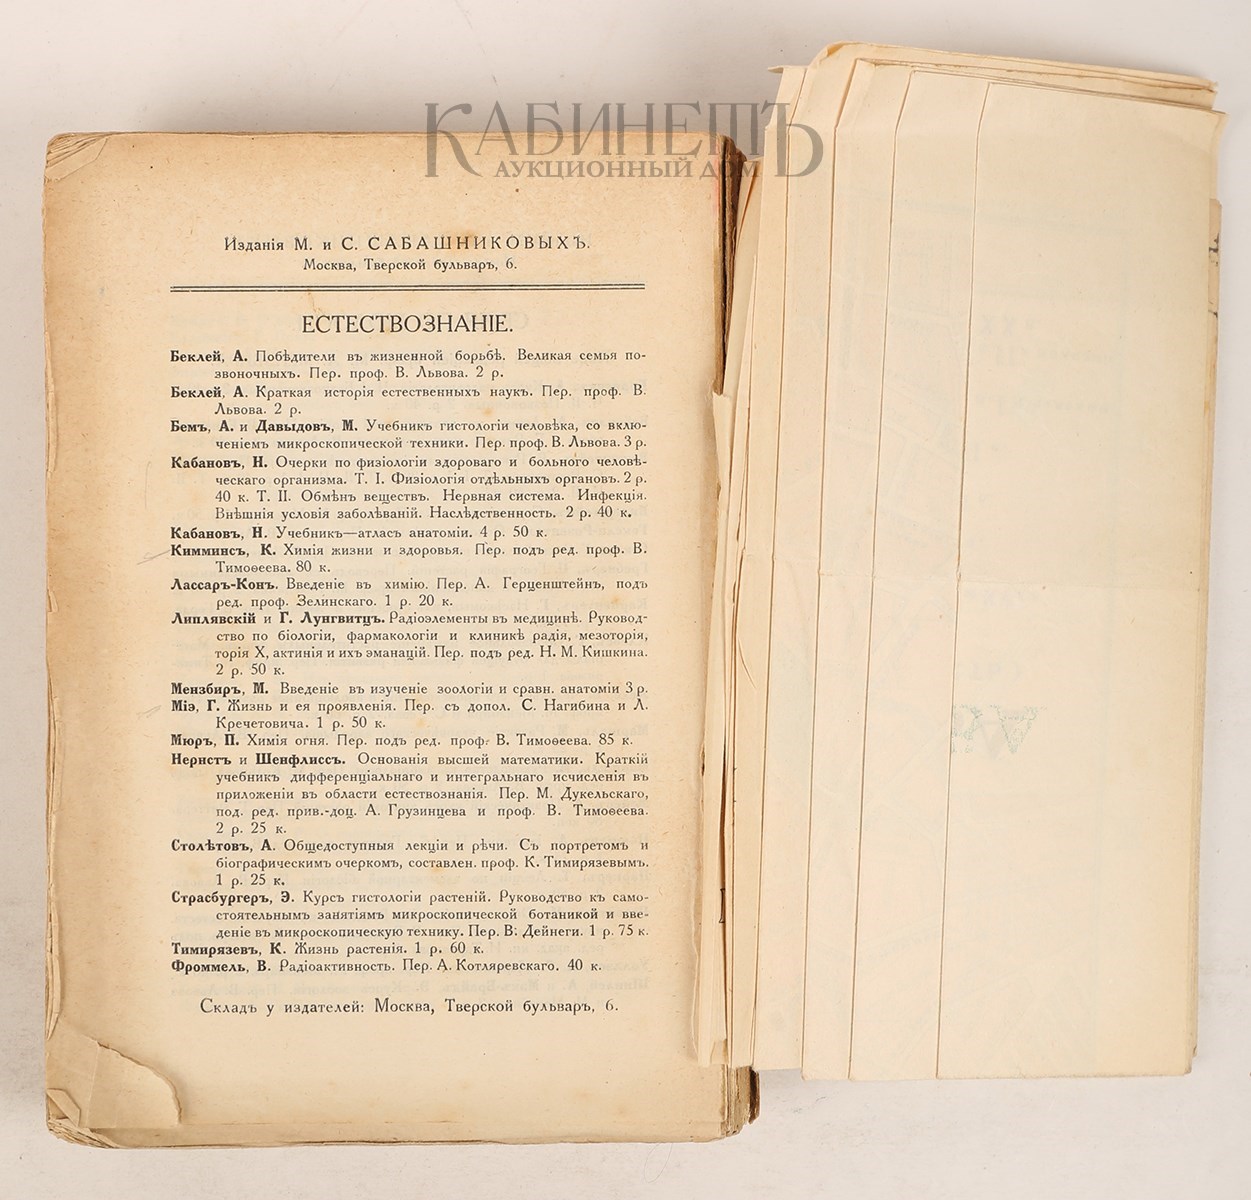 КАБИНЕТЪ
АУКЦИОННЫЙ ДОМ
Изданія М. и С. САБАШНИКОВЫХЪ.
Москва, Тверской бульваръ, 6.
ЕСТЕСТВОЗНАНІЕ.
Беклей, А. Побѣдители въ жизненной борьбѣ. Великая семья по-
звоночныхъ. Пер. проф. В. Львова. 2 р.
Беклей, А. Краткая исторія естественныхъ наукъ. Пер. проф. В.
Львова. 2 р.
Бемъ, А. и Давыдовъ, М. Учебникъ гистологіи человѣка, со вклю-
ченіемъ микроскопической техники. Пер. проф. В. Львова. 3 р.
Кабановъ, Н. Очерки по физіологіи здороваго и больного человѣ-
ческаго организма. Т. I. Физіологія отдѣльныхъ органовъ. 2 р.
40 к. Т. II. Обмѣнъ веществъ. Нервная система. Инфекція.
Внѣшнія условія заболѣваній. Наслѣдственность. 2 р. 40 к.
Кабановъ, Н. Учебникъ—атласъ анатоміи. 4 р. 50 к.
Кимминсъ, К. Химія жизни и здоровья. Пер. подъ ред. проф. В.
Тимоѳеева. 80 к.
Лассаръ-Конъ. Введеніе въ химію. Пер. А. Герценштейнъ, подъ
ред. проф. Зелинскаго. 1 р. 20 к.
Липлявскій и Г. Лунгвитцъ. Радіоэлементы въ медицинѣ. Руковод-
ство по біологіи, фармакологіи и клиникѣ радія, мезоторія,
торія X, актинія и ихъ эманацій. Пер. подъ ред. Н. М. Кишкина.
2 р. 50 к.
Мензбиръ, М. Введеніе въ изученіе зоологіи и сравн. анатоміи 3 р.
Міэ, Г. Жизнь и ея проявленія. Пер. съ допол. С. Нагибина и Л.
Кречетовича. 1 р. 50 к.
Мюръ, П. Химія огня. Пер. подъ ред. проф. В. Тимоѳеева. 85 к.
Нернстъ и Шенфлиссъ. Основанія высшей математики. Краткій
учебникъ дифференціальнаго и интегральнаго исчисленія въ
приложеніи въ области естествознанія. Пер. М. Дукельскаго,
под. ред. прив.-доц. А. Грузинцева и проф. В. Тимоѳеева.
2 р. 25 к.
Столѣтовъ, А. Общедоступныя лекціи и рѣчи. Съ портретомъ и
біографическимъ очеркомъ, составлен. проф. К. Тимирязевымъ.
1 р. 25 к.
Страсбургеръ, Э. Курсъ гистологіи растеній. Руководство къ само-
стоятельнымъ занятіямъ микроскопической ботаникой и вве-
деніе въ микроскопическую технику. Пер. В. Дейнеги. 1 р. 75 к.
Тимирязевъ, К. Жизнь растенія. 1 р. 60 к.
Фроммель, В. Радіоактивность. Пер. А. Котляревскаго. 40 к.
Складъ у издателей: Москва, Тверской бульваръ, 6.